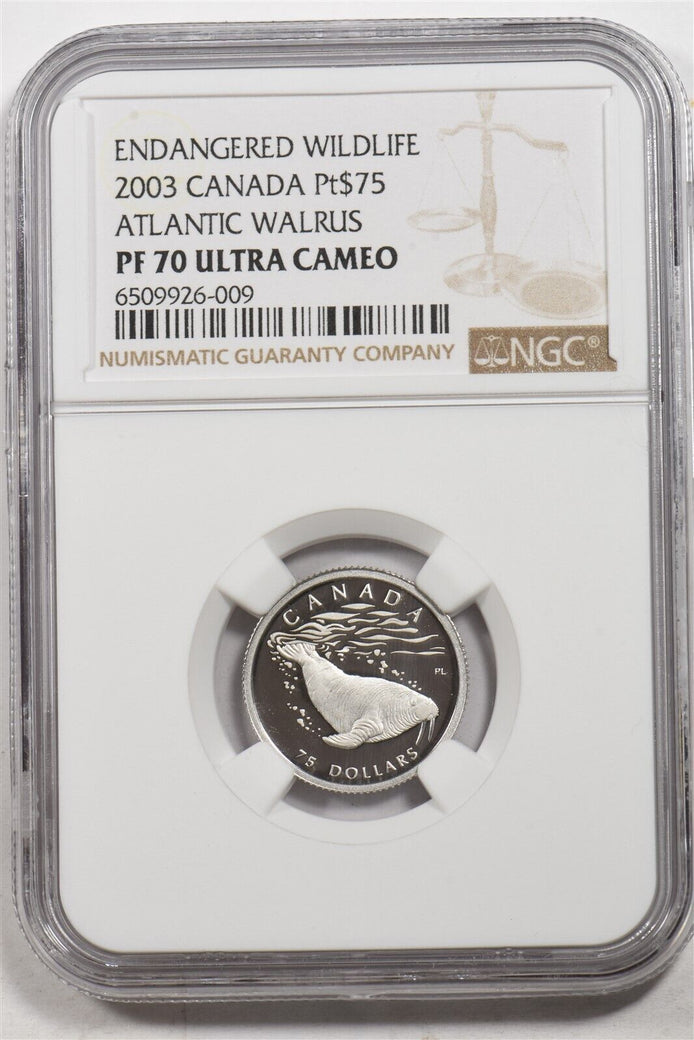 ENDANGERED WILDLIFE
2003 CANADA Pt$75
ATLANTIC WALRUS
PF 70 ULTRA CAMEO
6509926-009
NUMISMATIC GUARANTY COMPANY
NGC®
CANADA
PL
75 DOLLARS